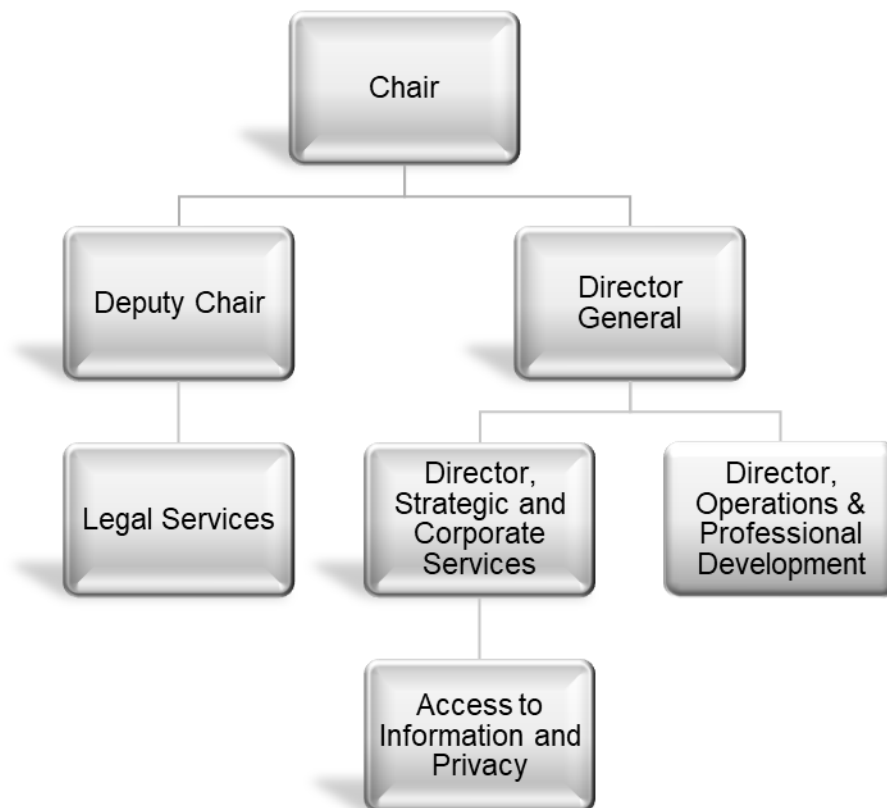 Chair
Deputy Chair
Director
General
Legal Services
Director,
Strategic and
Corporate
Services
Director,
Operations &
Professional
Development
Access to
Information and
Privacy